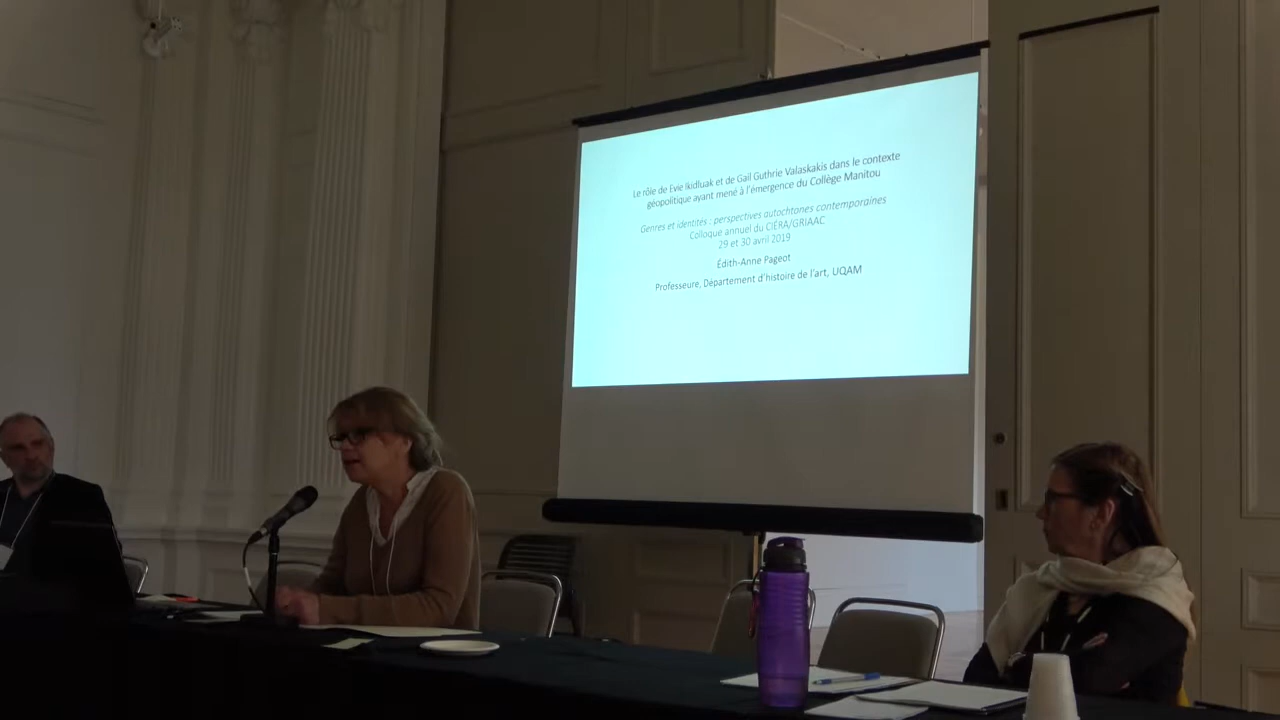 Le rôle de Evie Ikidluak et de Gail Guthrie Valaskakis dans le contexte
géopolitique ayant mené à l'émergence du Collège Manitou
Genres et identités : perspectives autochtones contemporaines
Colloque annuel du CIÉRA/GRIAAC
29 et 30 avril 2019
Édith-Anne Pageot
Professeure, Département d'histoire de l'art, UQAM